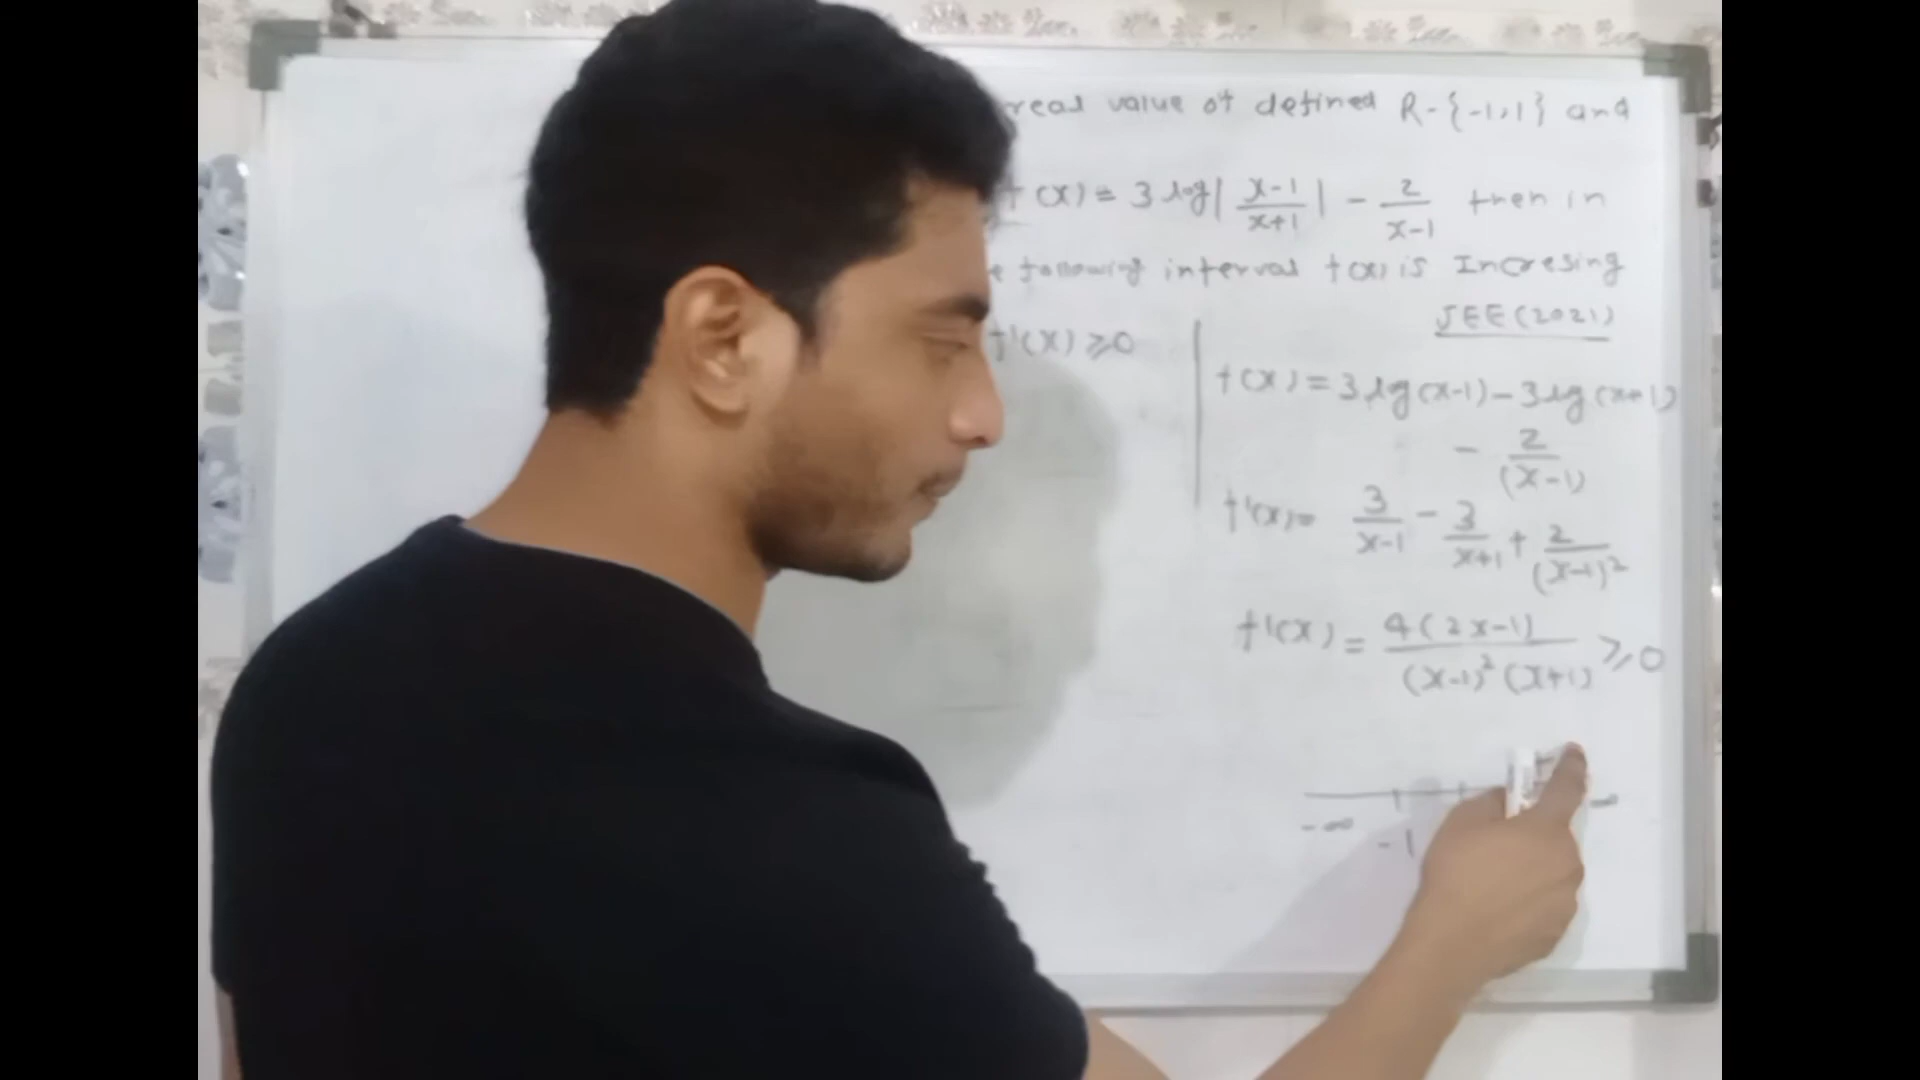 real value of defined R-{-1,1} and
f(x) = 3 log| x-1/x+1 | - 2/x-1 then in
following interval f(x) is Incresing
JEE (2021)
f'(x) ⩾ 0
f(x) = 3 log(x-1) - 3 log(x+1)
- 2/(x-1)
f'(x) = 3/x-1 - 3/x+1 + 2/(x-1)²
f'(x) = 4(2x-1)/(x-1)²(x+1) ⩾ 0
-∞ -1 ∞